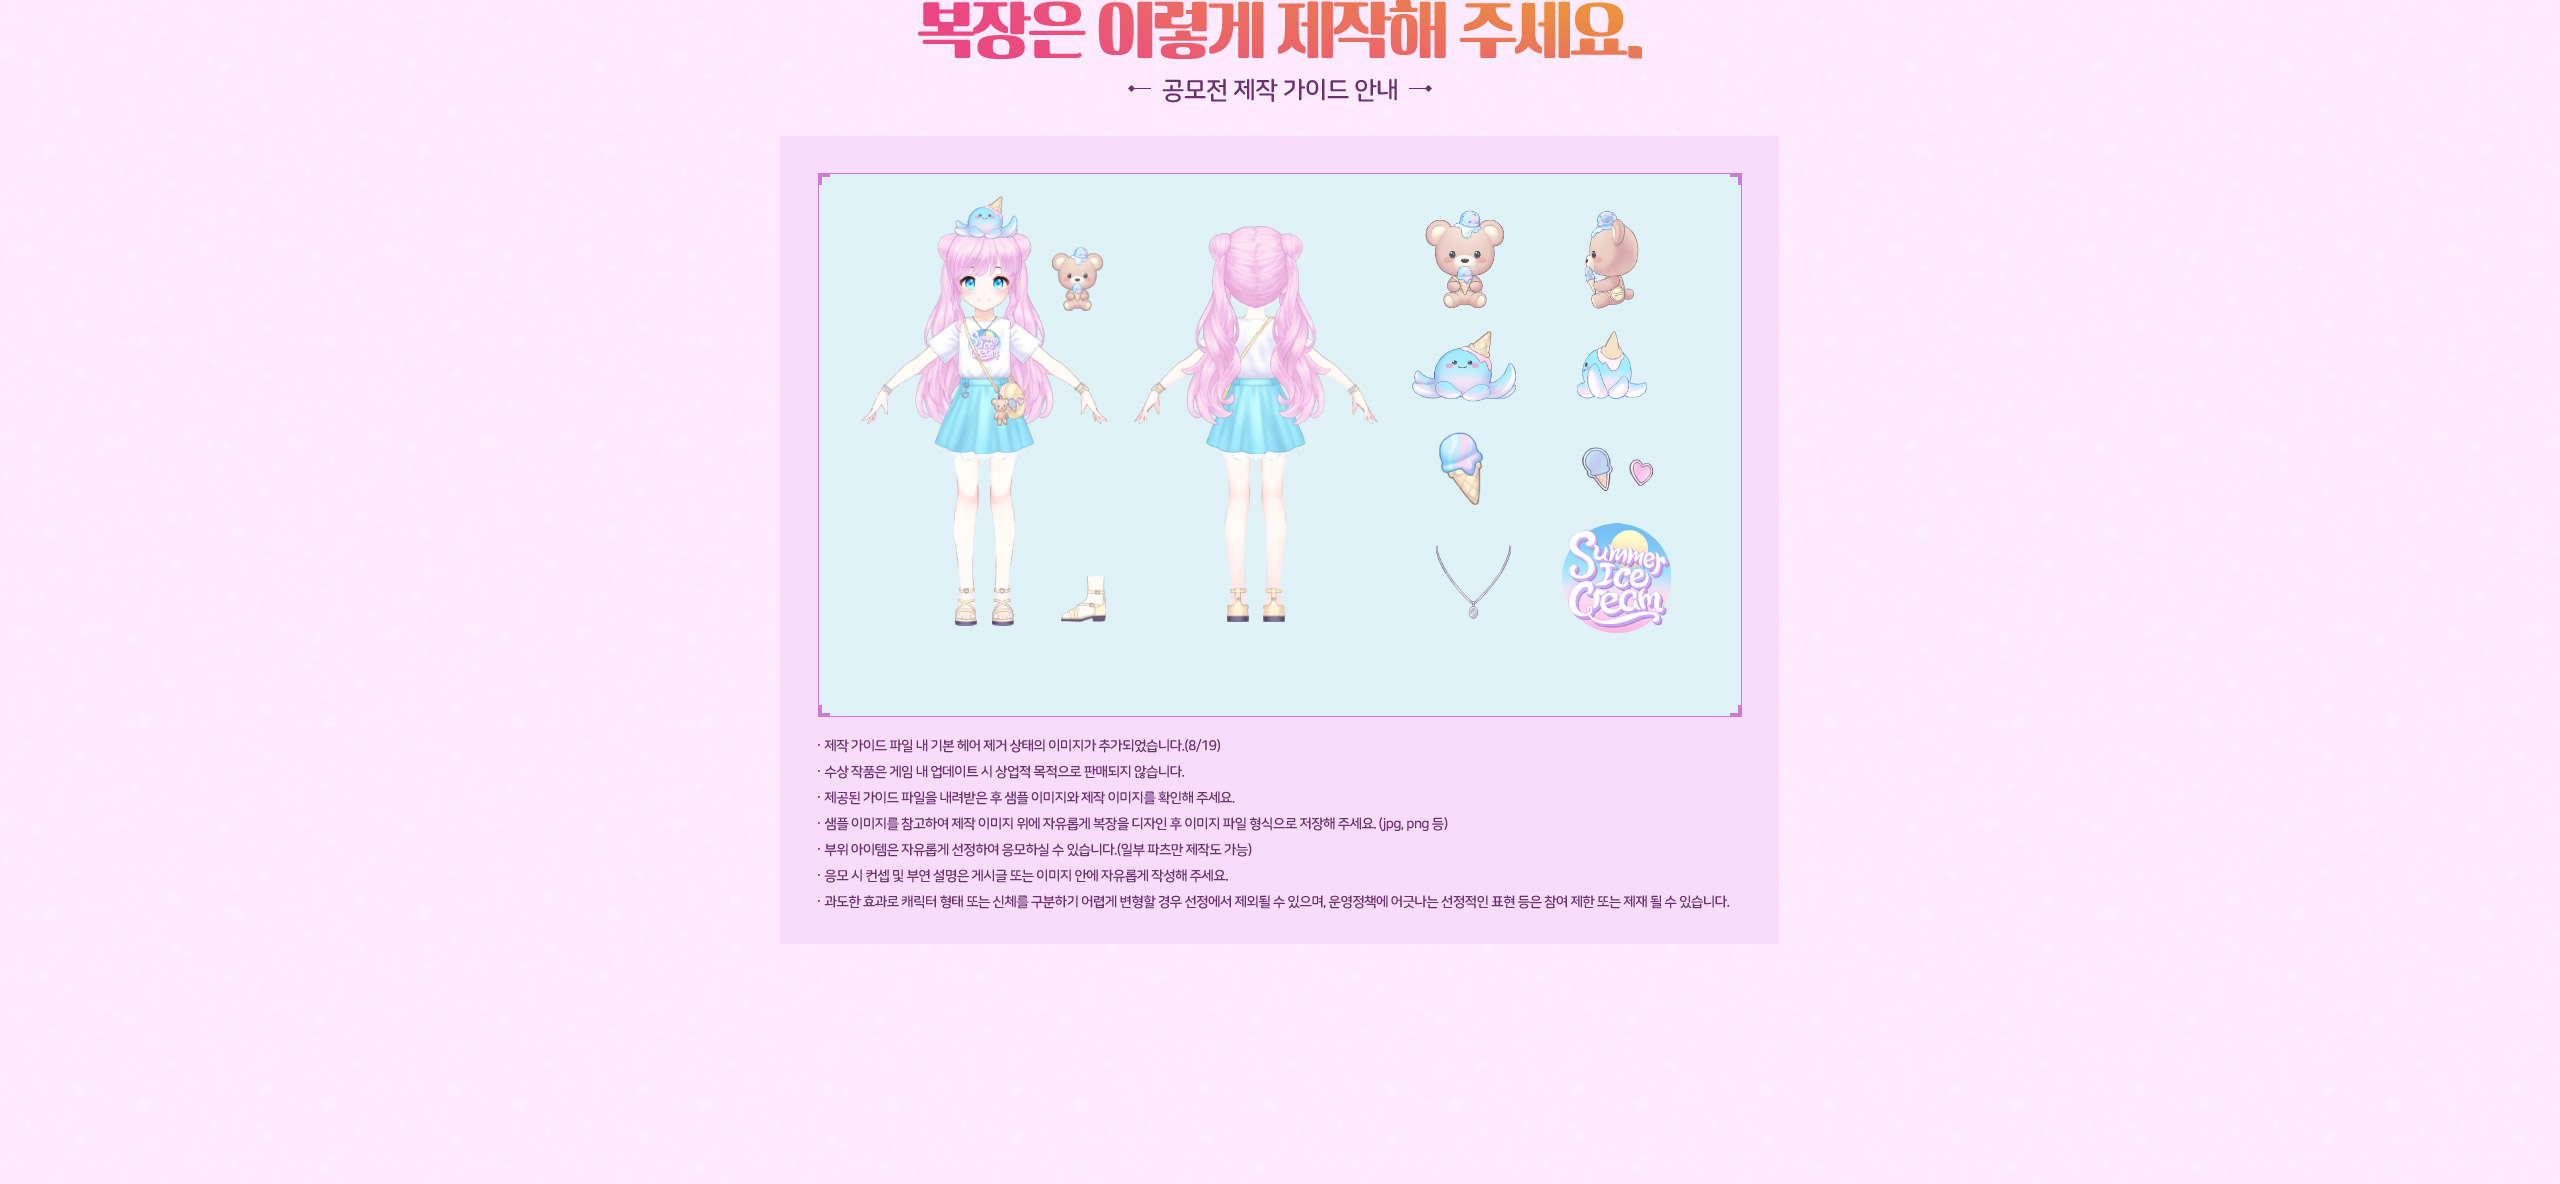 복장은 이렇게 제작해 주세요.
공모전 제작 가이드 안내
Summer
Ice
Cream
Summer
Ice
Cream
· 제작 가이드 파일 내 기본 헤어 제거 상태의 이미지가 추가되었습니다.(8/19)
· 수상 작품은 게임 내 업데이트 시 상업적 목적으로 판매되지 않습니다.
· 제공된 가이드 파일을 내려받은 후 샘플 이미지와 제작 이미지를 확인해 주세요.
· 샘플 이미지를 참고하여 제작 이미지 위에 자유롭게 복장을 디자인 후 이미지 파일 형식으로 저장해 주세요. (jpg, png 등)
· 부위 아이템은 자유롭게 선정하여 응모하실 수 있습니다.(일부 파츠만 제작도 가능)
· 응모 시 컨셉 및 부연 설명은 게시글 또는 이미지 안에 자유롭게 작성해 주세요.
· 과도한 효과로 캐릭터 형태 또는 신체를 구분하기 어렵게 변형할 경우 선정에서 제외될 수 있으며, 운영정책에 어긋나는 선정적인 표현 등은 참여 제한 또는 제재 될 수 있습니다.